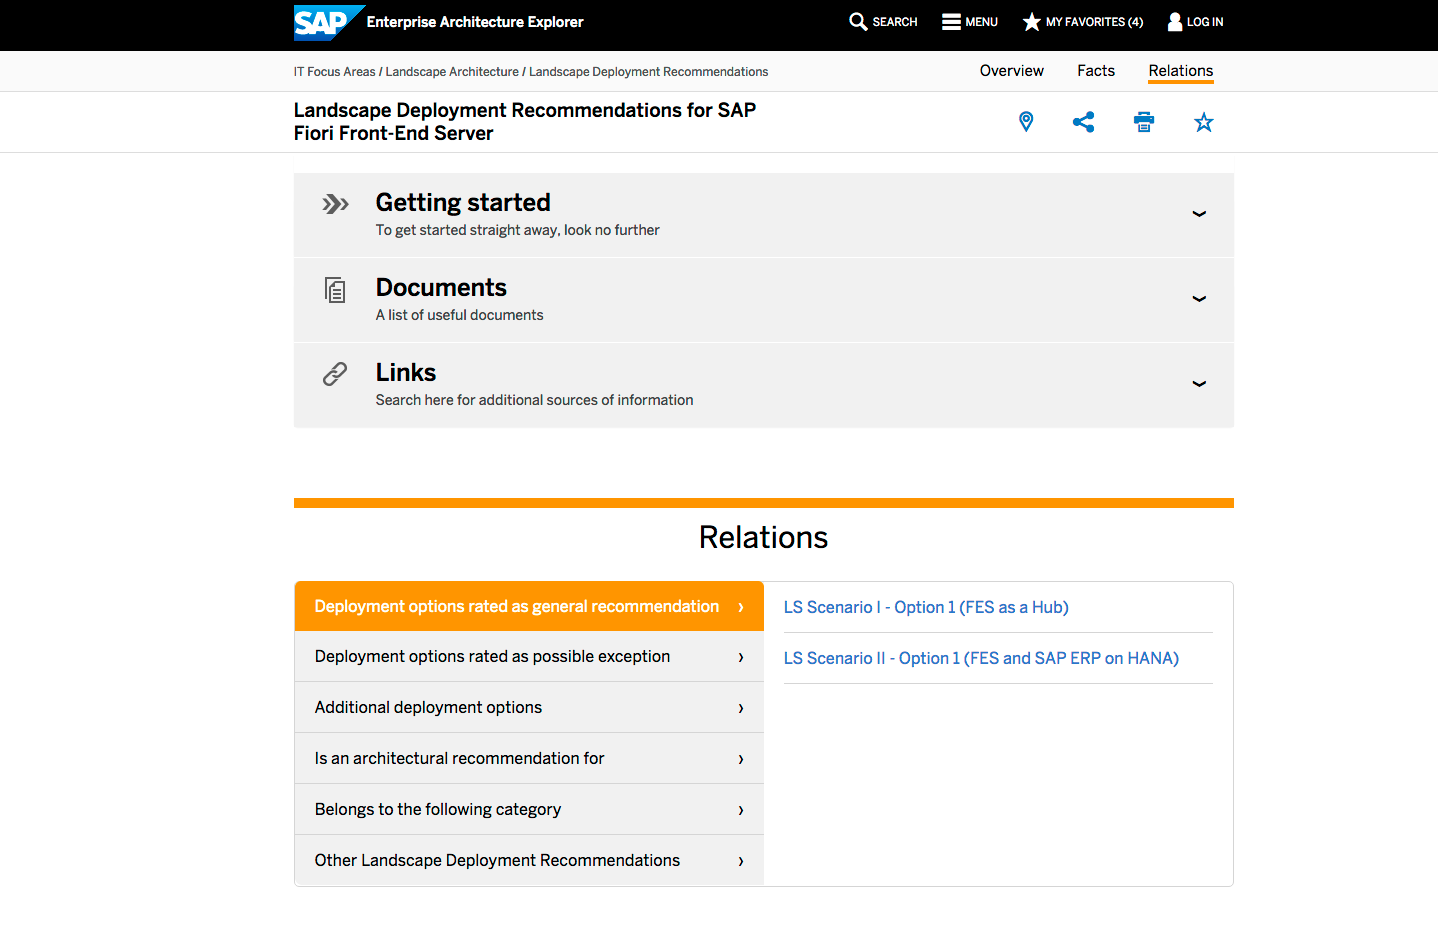 SAP Enterprise Architecture Explorer
SEARCH MENU MY FAVORITES (4) LOG IN
IT Focus Areas / Landscape Architecture / Landscape Deployment Recommendations
Overview Facts Relations
Landscape Deployment Recommendations for SAP
Fiori Front-End Server
Getting started
To get started straight away, look no further
Documents
A list of useful documents
Links
Search here for additional sources of information
Relations
Deployment options rated as general recommendation
Deployment options rated as possible exception
Additional deployment options
Is an architectural recommendation for
Belongs to the following category
Other Landscape Deployment Recommendations
LS Scenario I - Option 1 (FES as a Hub)
LS Scenario II - Option 1 (FES and SAP ERP on HANA)